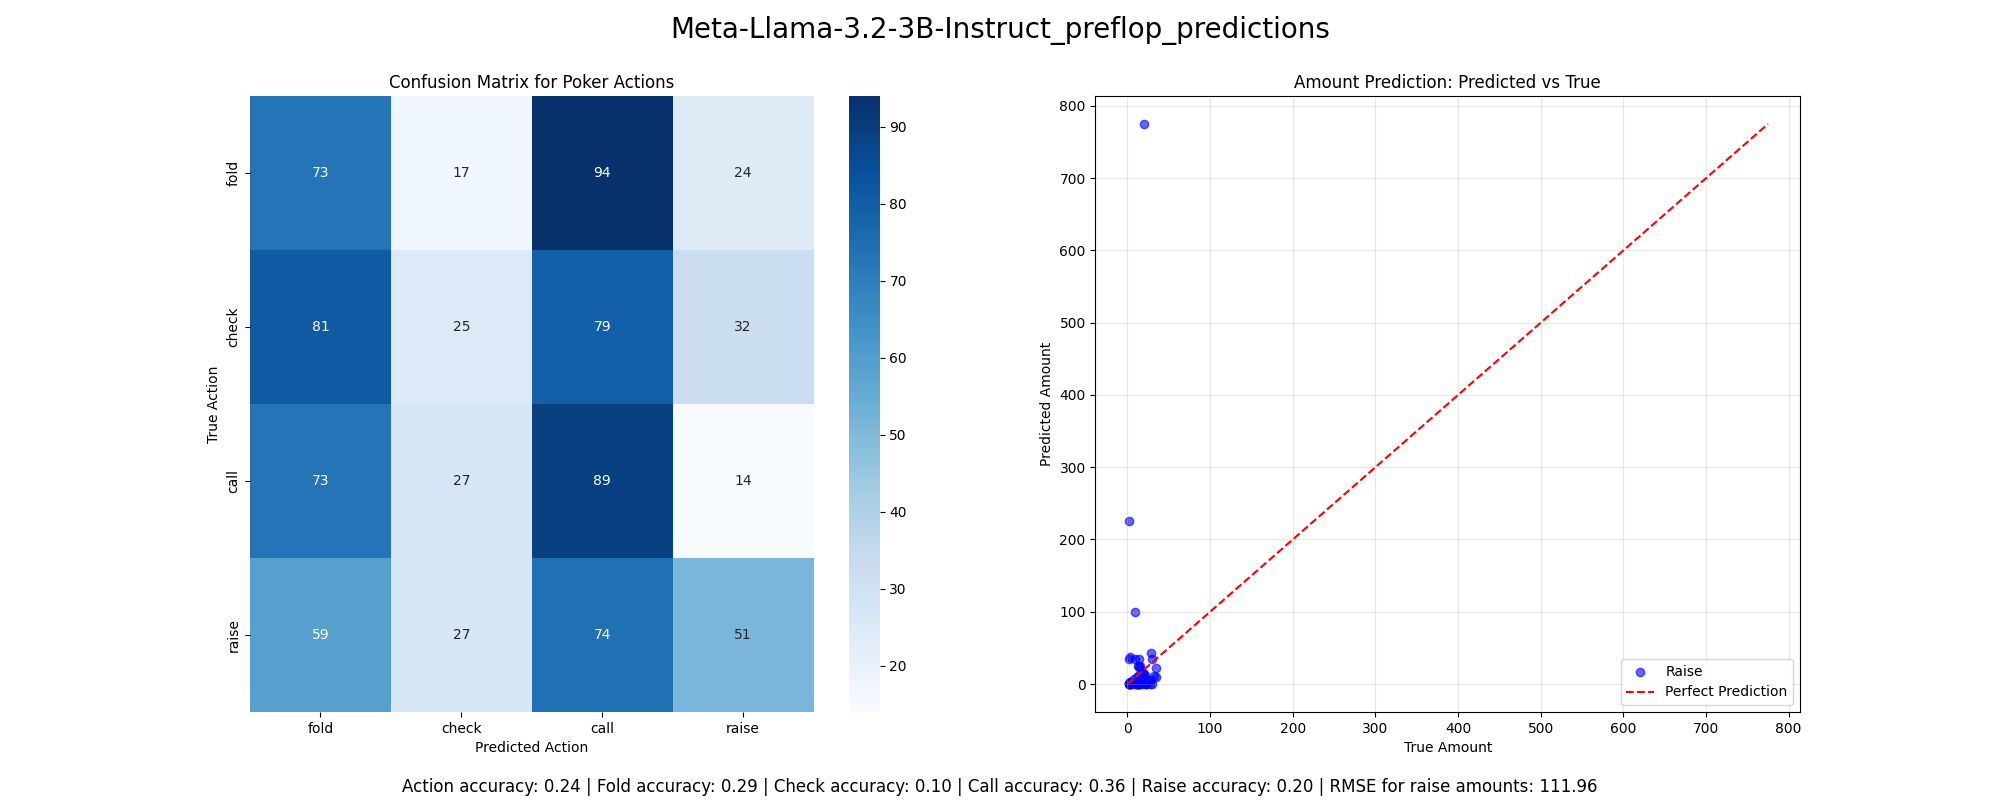 Meta-Llama-3.2-3B-Instruct_preflop_predictions
Confusion Matrix for Poker Actions
True Action
fold
check
call
raise
73 17 94 24
81 25 79 32
73 27 89 14
59 27 74 51
fold check call raise
Predicted Action
90
80
70
60
50
40
30
20
Amount Prediction: Predicted vs True
Predicted Amount
800
700
600
500
400
300
200
100
0
Raise
Perfect Prediction
0 100 200 300 400 500 600 700 800
True Amount
Action accuracy: 0.24 | Fold accuracy: 0.29 | Check accuracy: 0.10 | Call accuracy: 0.36 | Raise accuracy: 0.20 | RMSE for raise amounts: 111.96